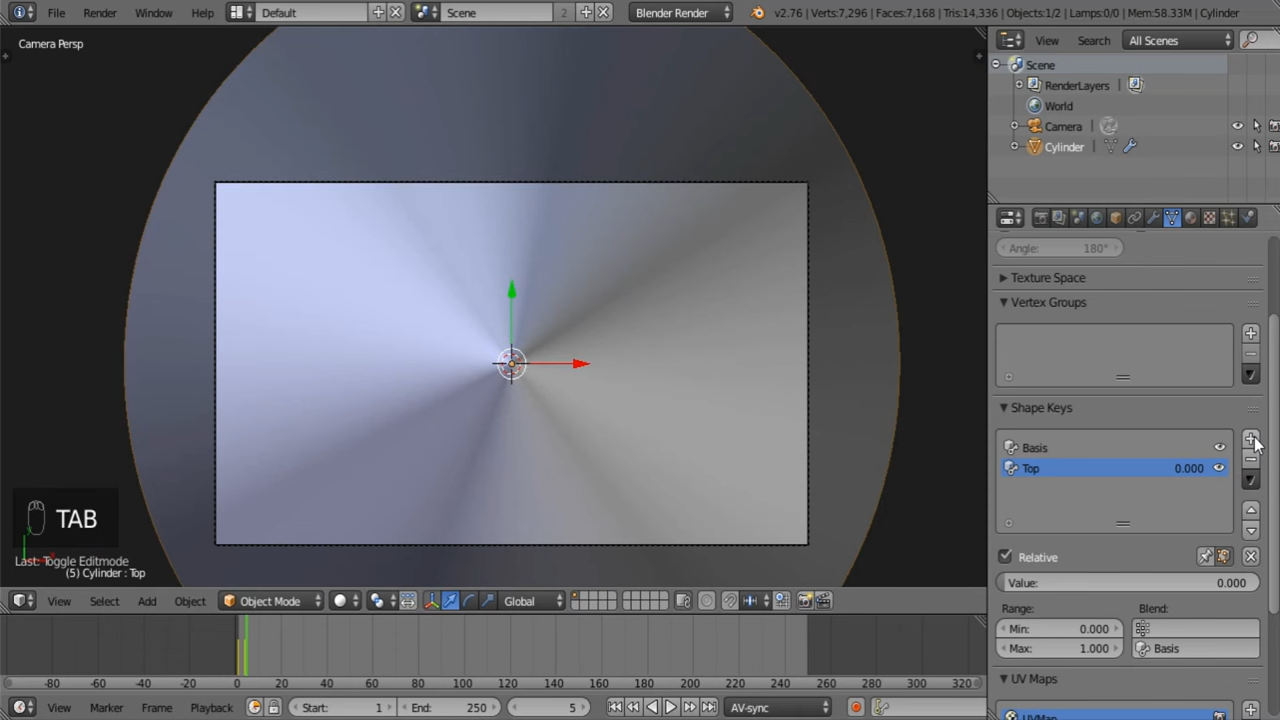 File Render Window Help Default Scene 2 Blender Render v2.76 | Verts:7,296 | Faces:7,168 | Tris:14,336 | Objects:1/2 | Lamps:0/0 | Mem:58.33M | Cylinder
Camera Persp
View Search All Scenes
Scene
RenderLayers
World
Camera
Cylinder
Angle: 180°
Texture Space
Vertex Groups
Shape Keys
Basis
Top 0.000
Relative
Value: 0.000
Range: Blend:
Min: 0.000
Max: 1.000 Basis
UV Maps
UVMap
TAB
Last: Toggle Editmode
(5) Cylinder : Top
View Select Add Object Object Mode Global
-80 -60 -40 -20 0 20 40 60 80 100 120 140 160 180 200 220 240 260 280 300 320
View Marker Frame Playback Start: 1 End: 250 5 AV-sync